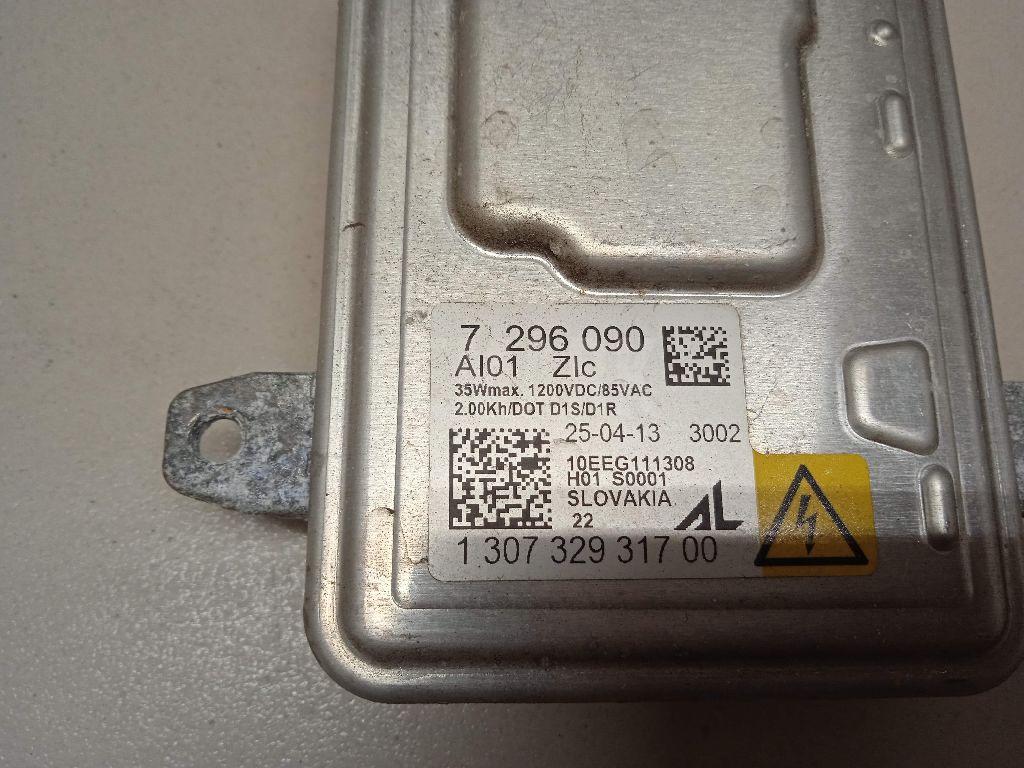 7 296 090
AI01 ZIc
35Wmax. 1200VDC/85VAC
2.00Kh/DOT D1S/D1R
25-04-13 3002
10EEG111308
H01 S0001
SLOVAKIA
22
AL
1 307 329 317 00